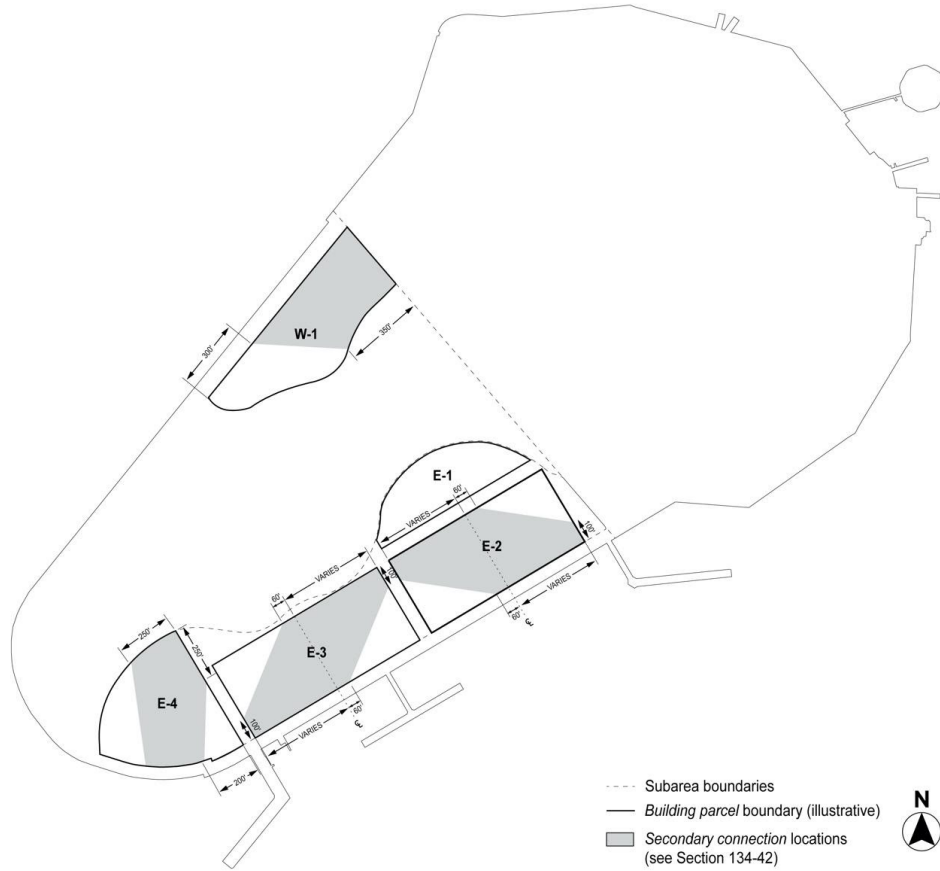 W-1
300'
350'
E-1
60'
VARIES
E-2
100'
VARIES
60'
100'
VARIES
60'
℄
E-3
250'
250'
E-4
100'
VARIES
60'
℄
200'
Subarea boundaries
Building parcel boundary (illustrative)
Secondary connection locations
(see Section 134-42)
N